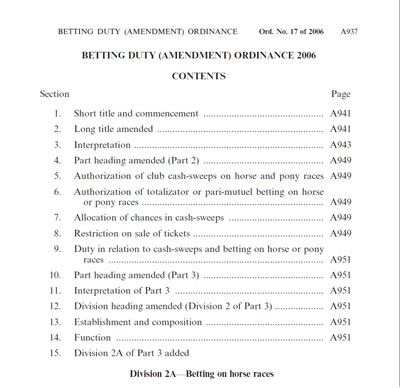 BETTING DUTY (AMENDMENT) ORDINANCE Ord. No. 17 of 2006 A937
BETTING DUTY (AMENDMENT) ORDINANCE 2006
CONTENTS
Section Page
1. Short title and commencement ................................................ A941
2. Long title amended ................................................................. A941
3. Interpretation .......................................................................... A943
4. Part heading amended (Part 2) ................................................ A949
5. Authorization of club cash-sweeps on horse and pony races A949
6. Authorization of totalizator or pari-mutuel betting on horse
or pony races ........................................................................ A949
7. Allocation of chances in cash-sweeps ...................................... A949
8. Restriction on sale of tickets .................................................... A949
9. Duty in relation to cash-sweeps and betting on horse or pony
races ...................................................................................... A951
10. Part heading amended (Part 3) ................................................ A951
11. Interpretation of Part 3 ........................................................... A951
12. Division heading amended (Division 2 of Part 3) ................... A951
13. Establishment and composition ............................................... A951
14. Function ................................................................................... A951
15. Division 2A of Part 3 added
Division 2A—Betting on horse races